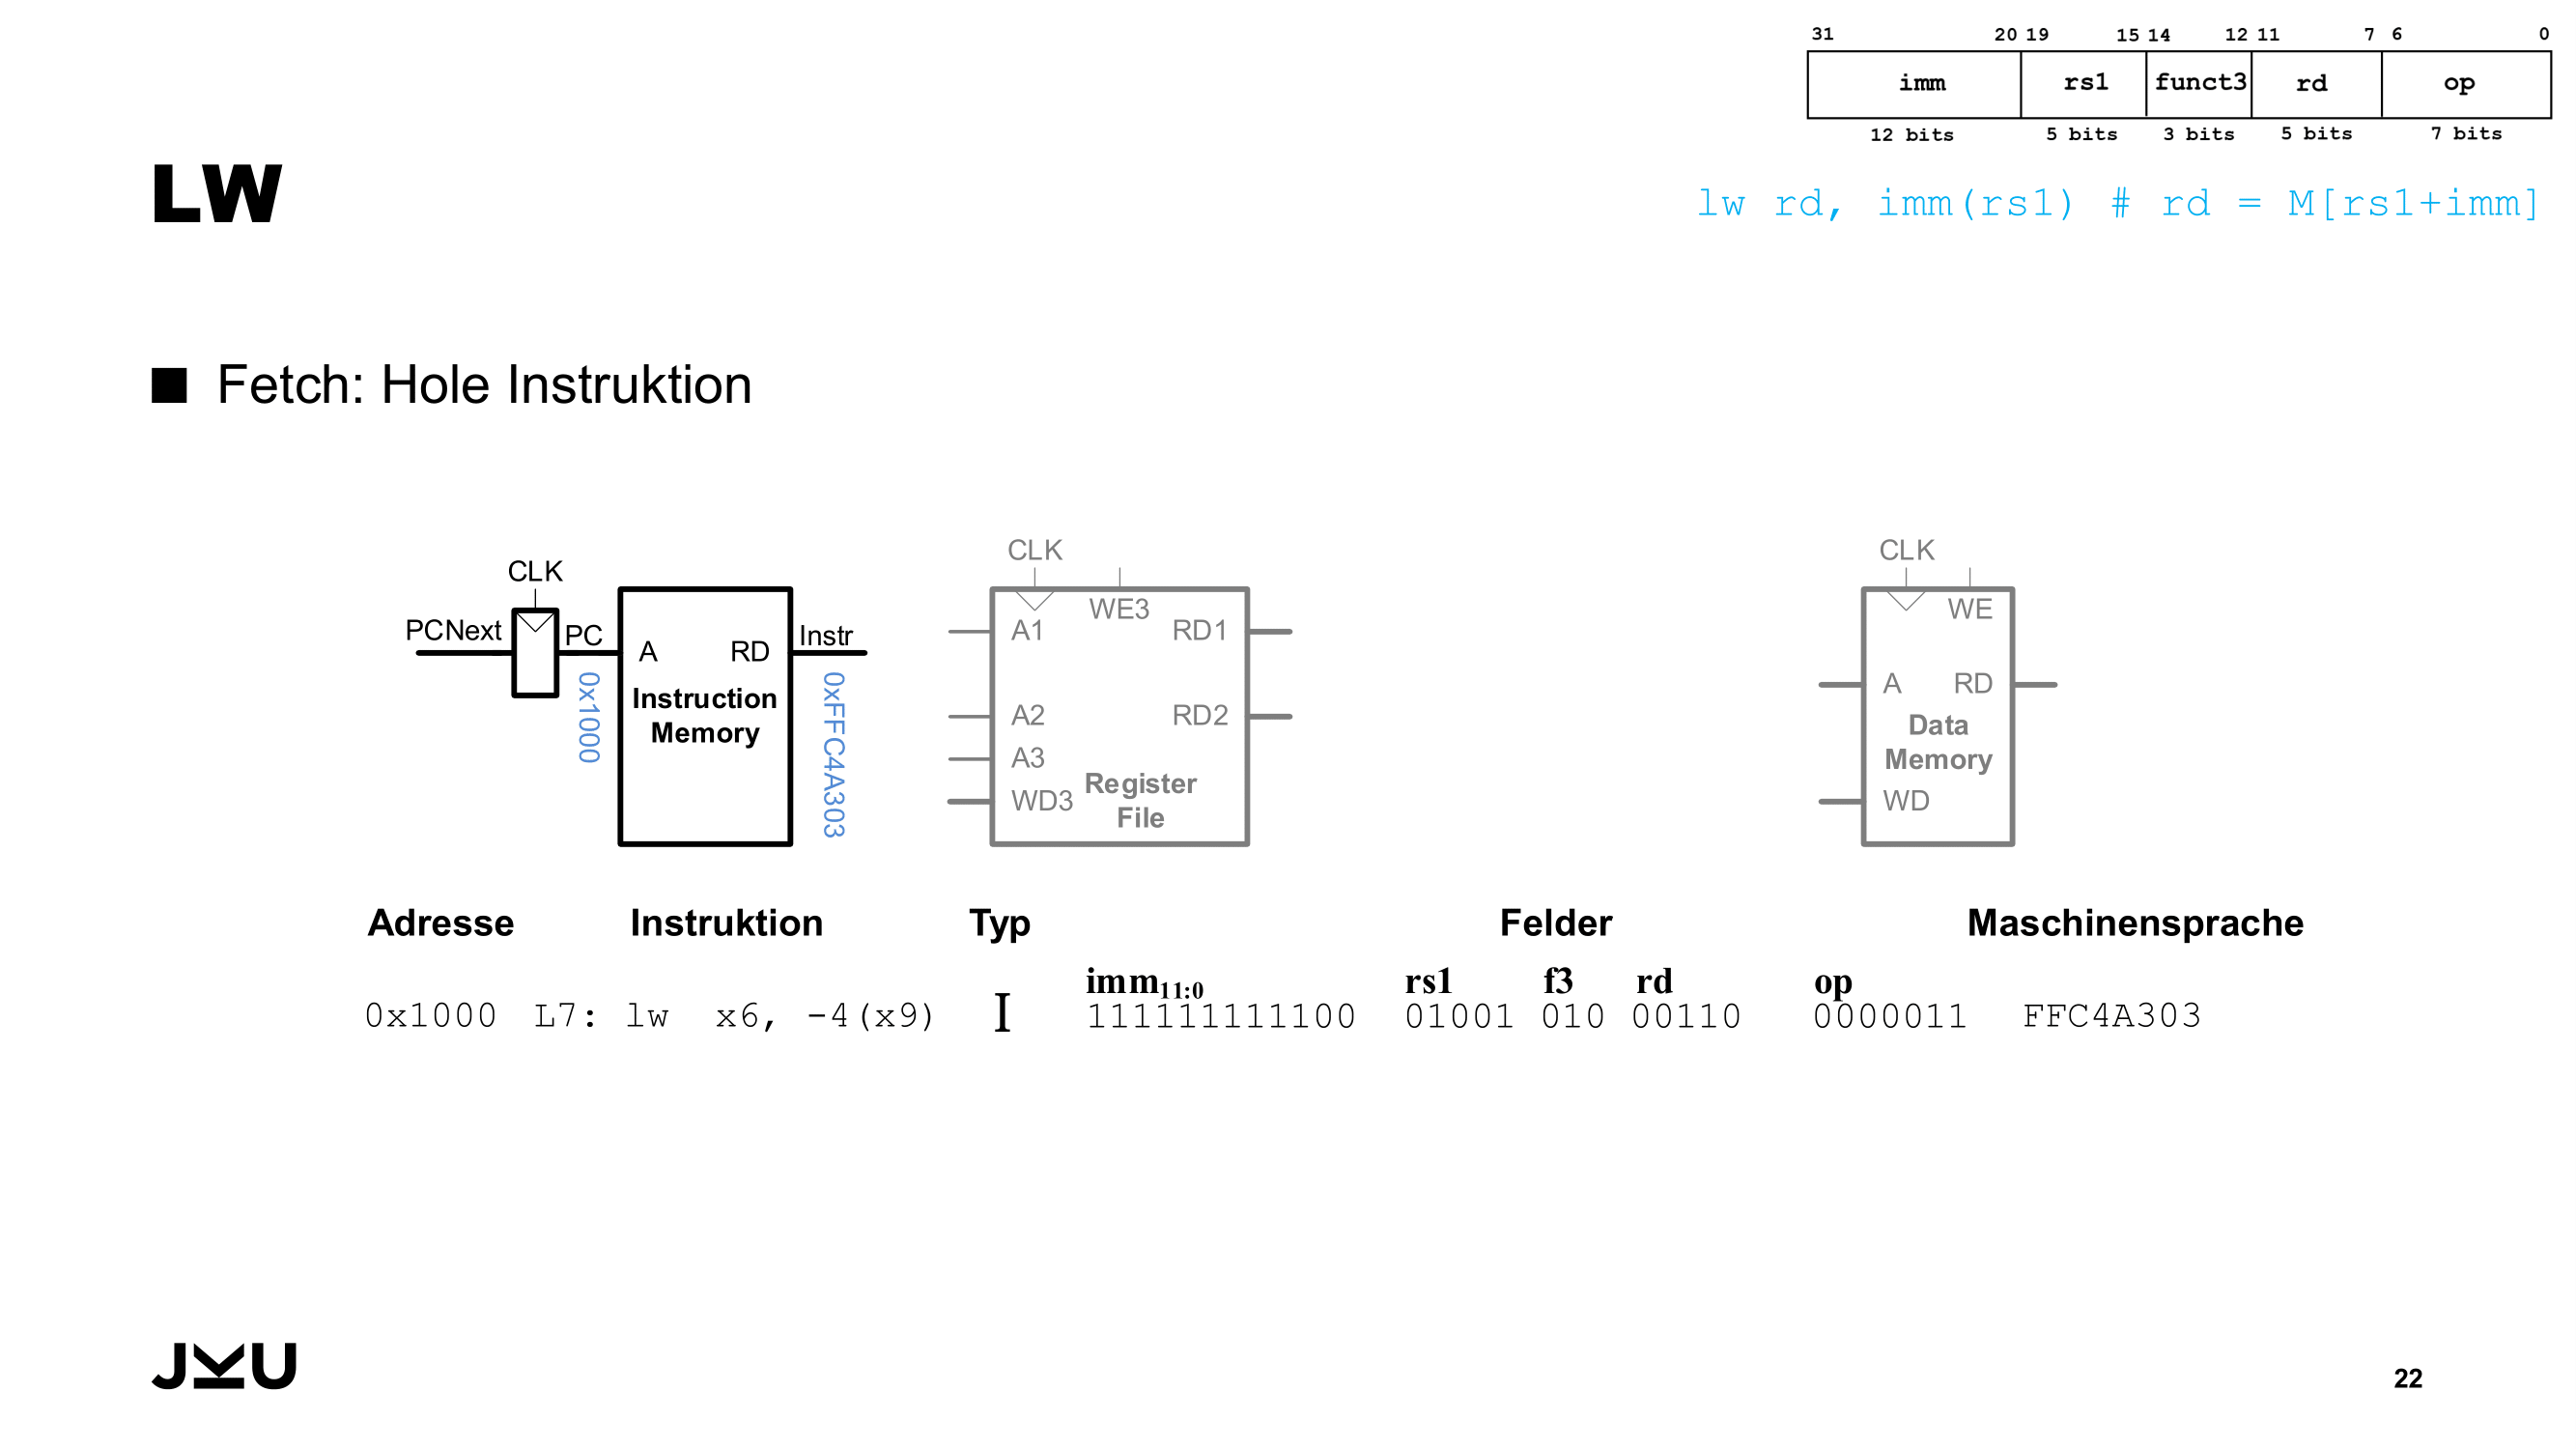 31 20 19 15 14 12 11 7 6 0
imm rs1 funct3 rd op
12 bits 5 bits 3 bits 5 bits 7 bits
LW
lw rd, imm(rs1) # rd = M[rs1+imm]
Fetch: Hole Instruktion
CLK
PCNext
PC
A RD
Instruction
Memory
Instr
0x1000
0xFFC4A303
CLK
WE3
A1 RD1
A2 RD2
A3
WD3
Register
File
CLK
WE
A RD
Data
Memory
WD
Adresse Instruktion Typ Felder Maschinensprache
imm11:0 rs1 f3 rd op
0x1000 L7: lw x6, -4(x9) I 111111111100 01001 010 00110 0000011 FFC4A303
JKU
22